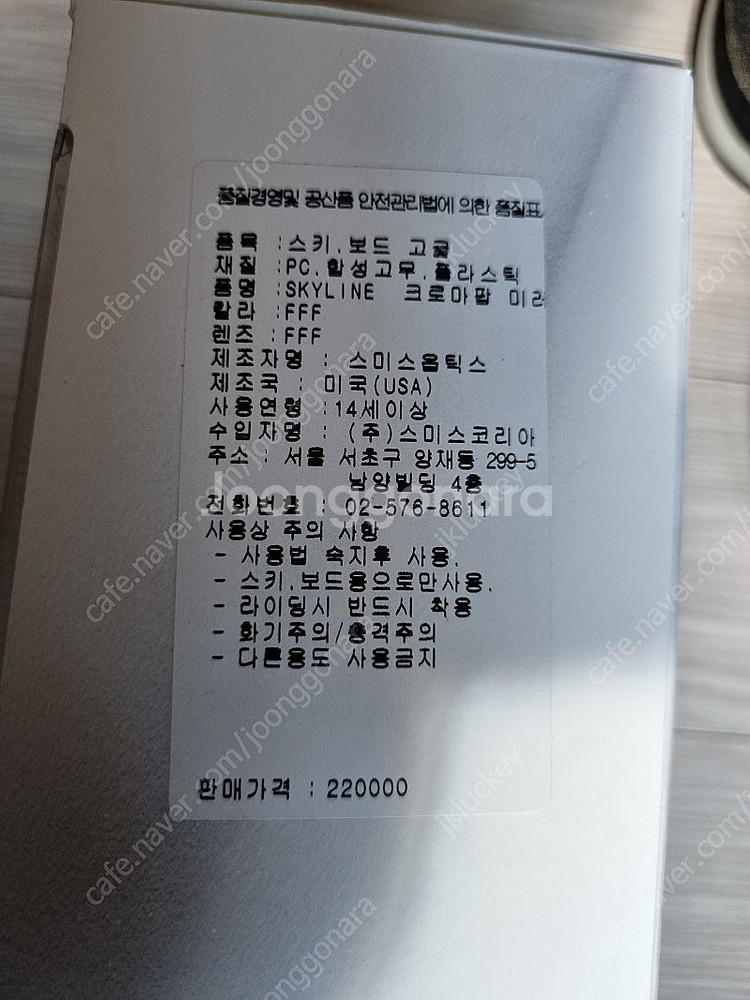 품질경영및 공산품 안전관리법에 의한 품질표
품목 :스키,보드 고글
재질 :PC,합성고무,플라스틱
품명 :SKYLINE 크로마팝 미러
칼라 :FFF
렌즈 :FFF
제조자명 : 스미스옵틱스
제조국 : 미국(USA)
사용연령 :14세이상
수입자명 : (주)스미스코리아
주소 : 서울 서초구 양재동 299-5
남양빌딩 4층
joonggonara
전화번호 : 02-576-8611
사용상 주의 사항
- 사용법 숙지후 사용.
- 스키,보드용으로만사용.
- 라이딩시 반드시 착용
- 화기주의/충격주의
- 다른용도 사용금지
판매가격 : 220000
cafe.naver.com/joonggonara
jkluckey